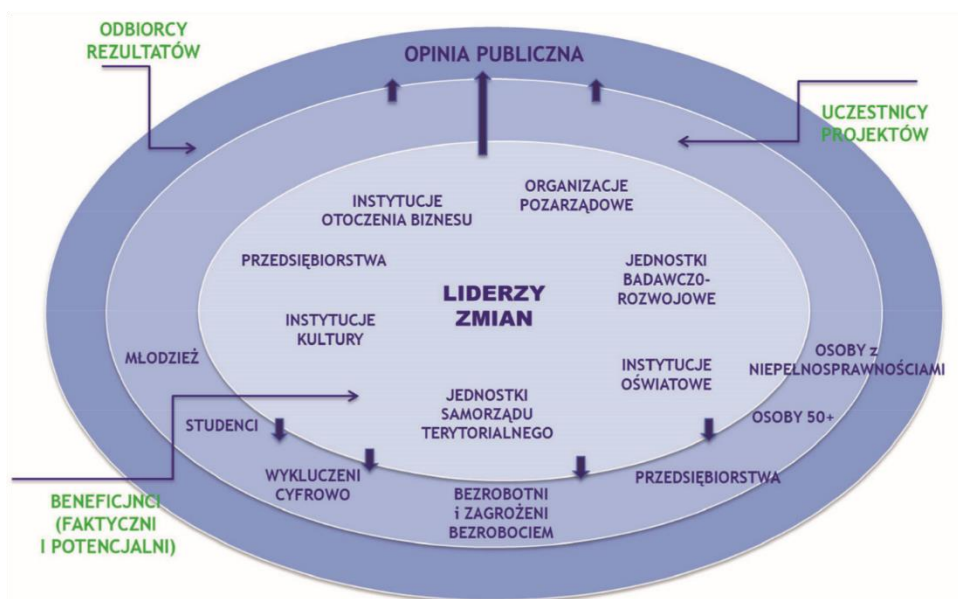 ODBIORCY
REZULTATÓW
OPINIA PUBLICZNA
UCZESTNICY
PROJEKTÓW
INSTYTUCJE
OTOCZENIA BIZNESU
ORGANIZACJE
POZARZĄDOWE
PRZEDSIĘBIORSTWA
JEDNOSTKI
BADAWCZ0-
ROZWOJOWE
LIDERZY
ZMIAN
INSTYTUCJE
KULTURY
MŁODZIEŻ
INSTYTUCJE
OŚWIATOWE
OSOBY z
NIEPEŁNOSPRAWNOŚCIAMI
JEDNOSTKI
SAMORZĄDU
TERYTORIALNEGO
STUDENCI
OSOBY 50+
WYKLUCZENI
CYFROWO
PRZEDSIĘBIORSTWA
BEZROBOTNI
i ZAGROŻENI
BEZROBOCIEM
BENEFICJNCI
(FAKTYCZNI
I POTENCJALNI)